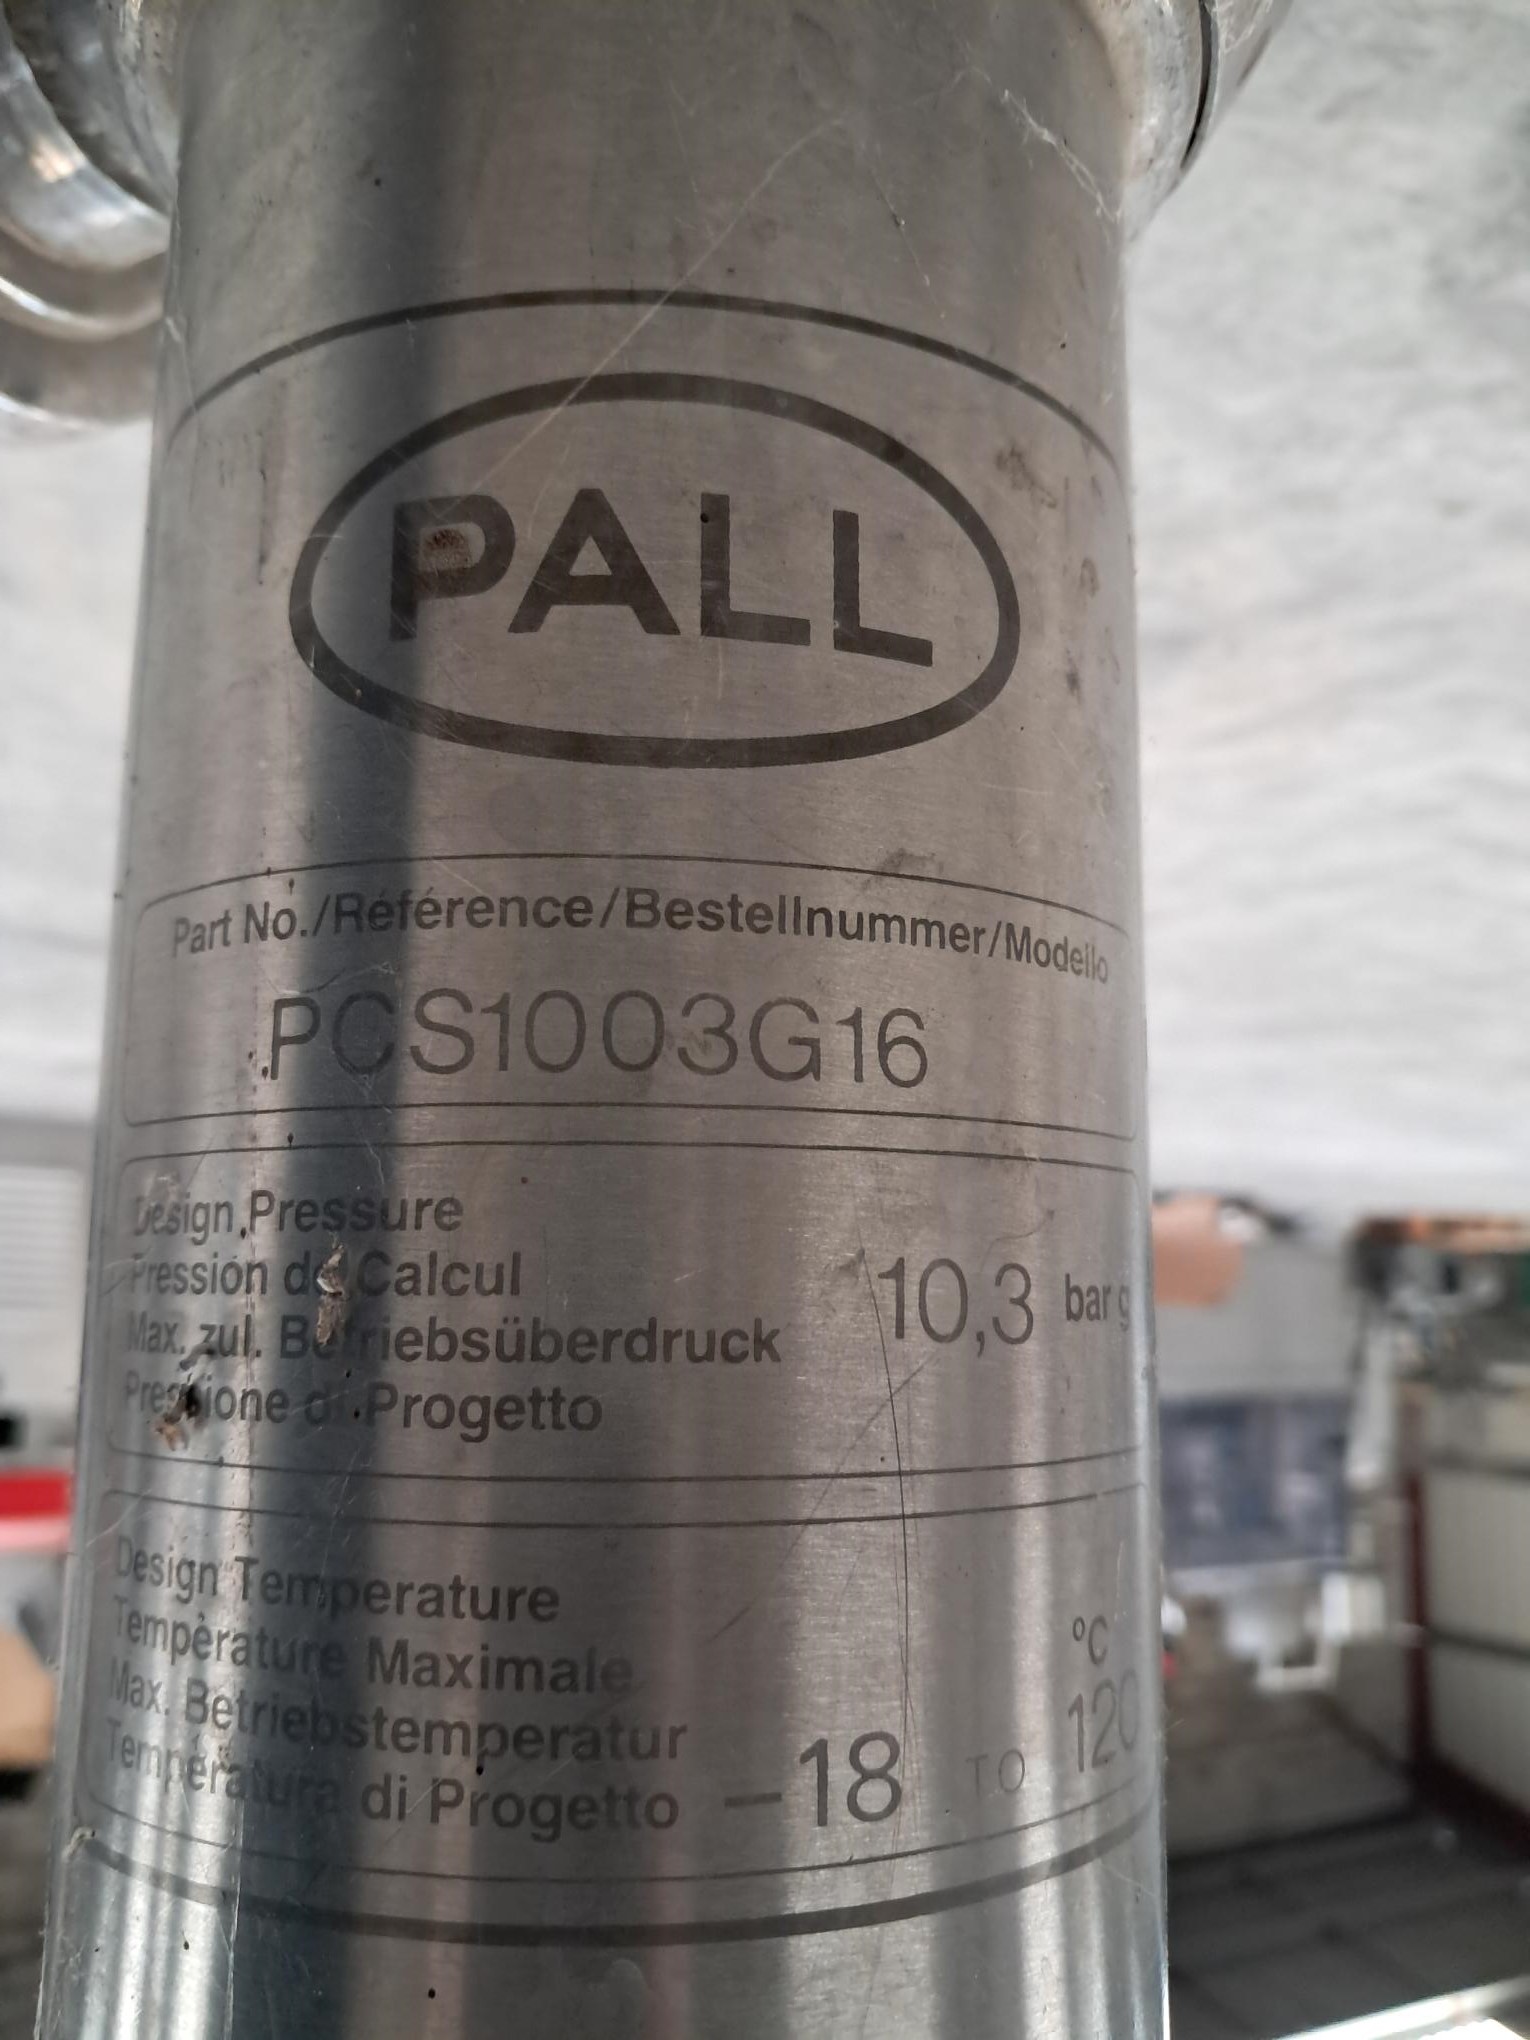 PALL
Part No./Référence/Bestellnummer/Modello
PCS1003G16
Design Pressure
Pression de Calcul
Max. zul. Betriebsüberdruck
Pressione di Progetto
10,3 bar g
Design Temperature
Tempèrature Maximale
Max. Betriebstemperatur
Temperatura di Progetto
°C
-18 TO 120